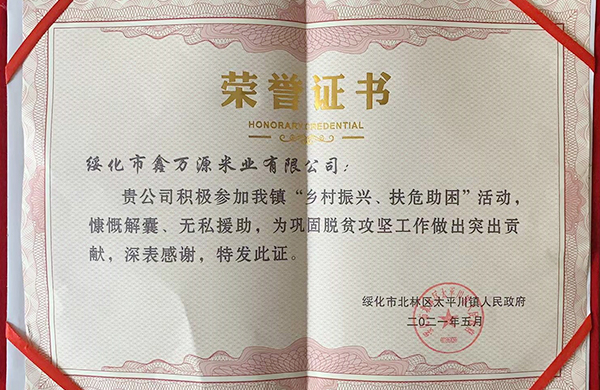 荣誉证书
HONORARY CREDENTIAL
绥化市鑫万源米业有限公司：
贵公司积极参加我镇“乡村振兴、扶危助困”活动，
慷慨解囊、无私援助，为巩固脱贫攻坚工作做出突出贡
献，深表感谢，特发此证。
绥化市北林区太平川镇人民政府
二〇二一年五月